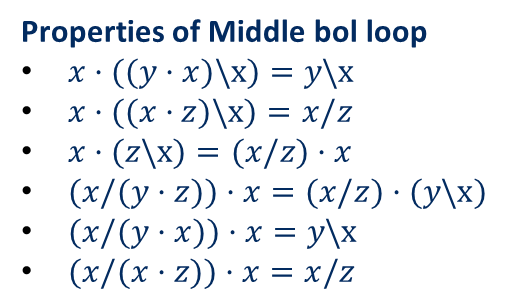 Properties of Middle bol loop
• x · ((y · x)\x) = y\x
• x · ((x · z)\x) = x/z
• x · (z\x) = (x/z) · x
• (x/(y · z)) · x = (x/z) · (y\x)
• (x/(y · x)) · x = y\x
• (x/(x · z)) · x = x/z